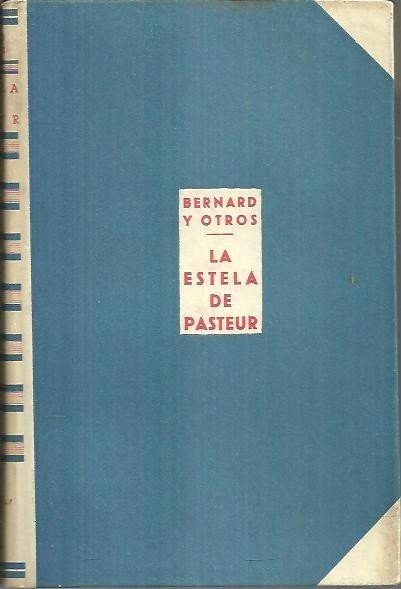 A
R
BERNARD
Y OTROS
LA
ESTELA
DE
PASTEUR